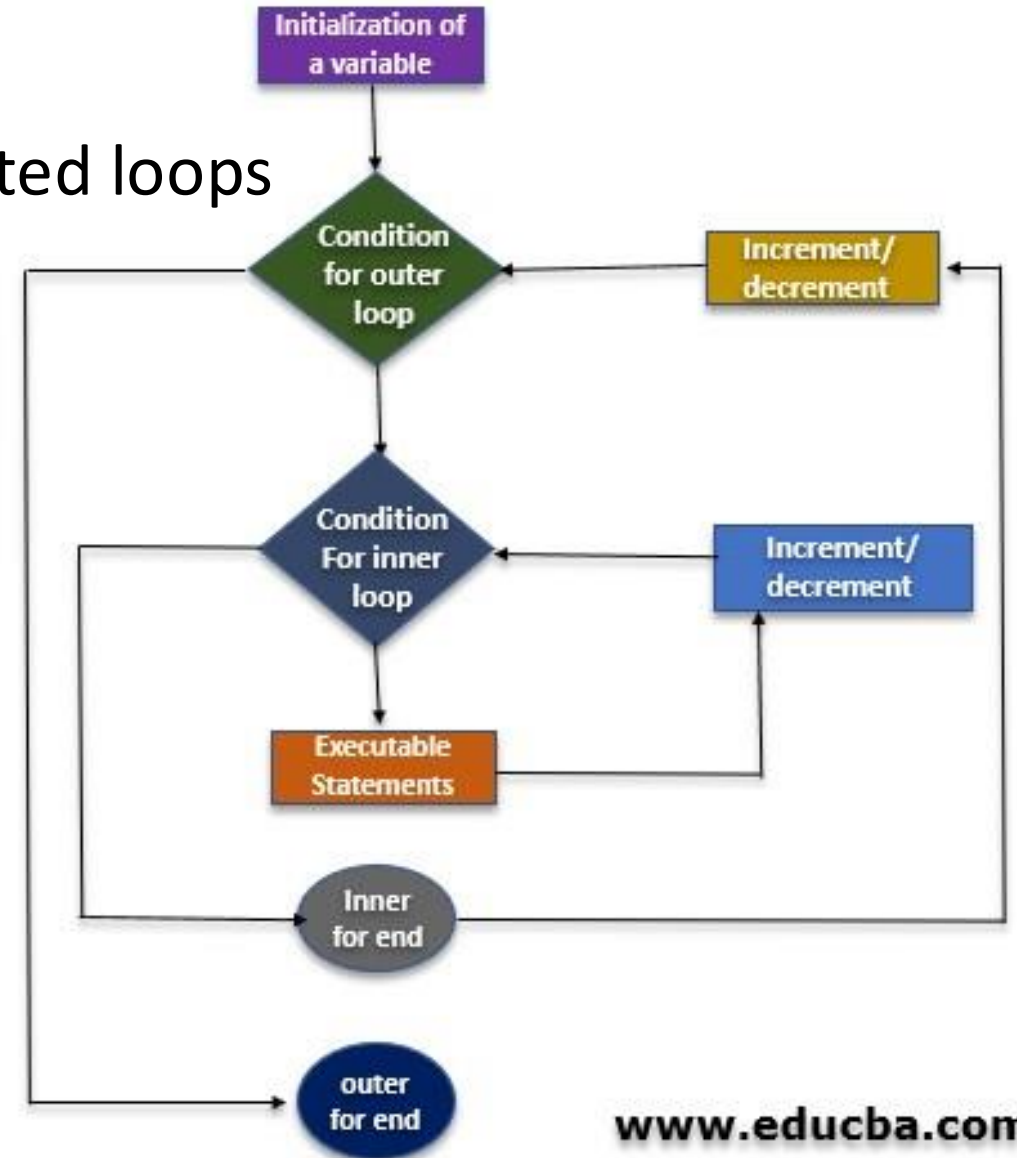 Initialization of
a variable
ted loops
Condition
for outer
loop
Increment/
decrement
Condition
For inner
loop
Increment/
decrement
Executable
Statements
Inner
for end
outer
for end
www.educba.com